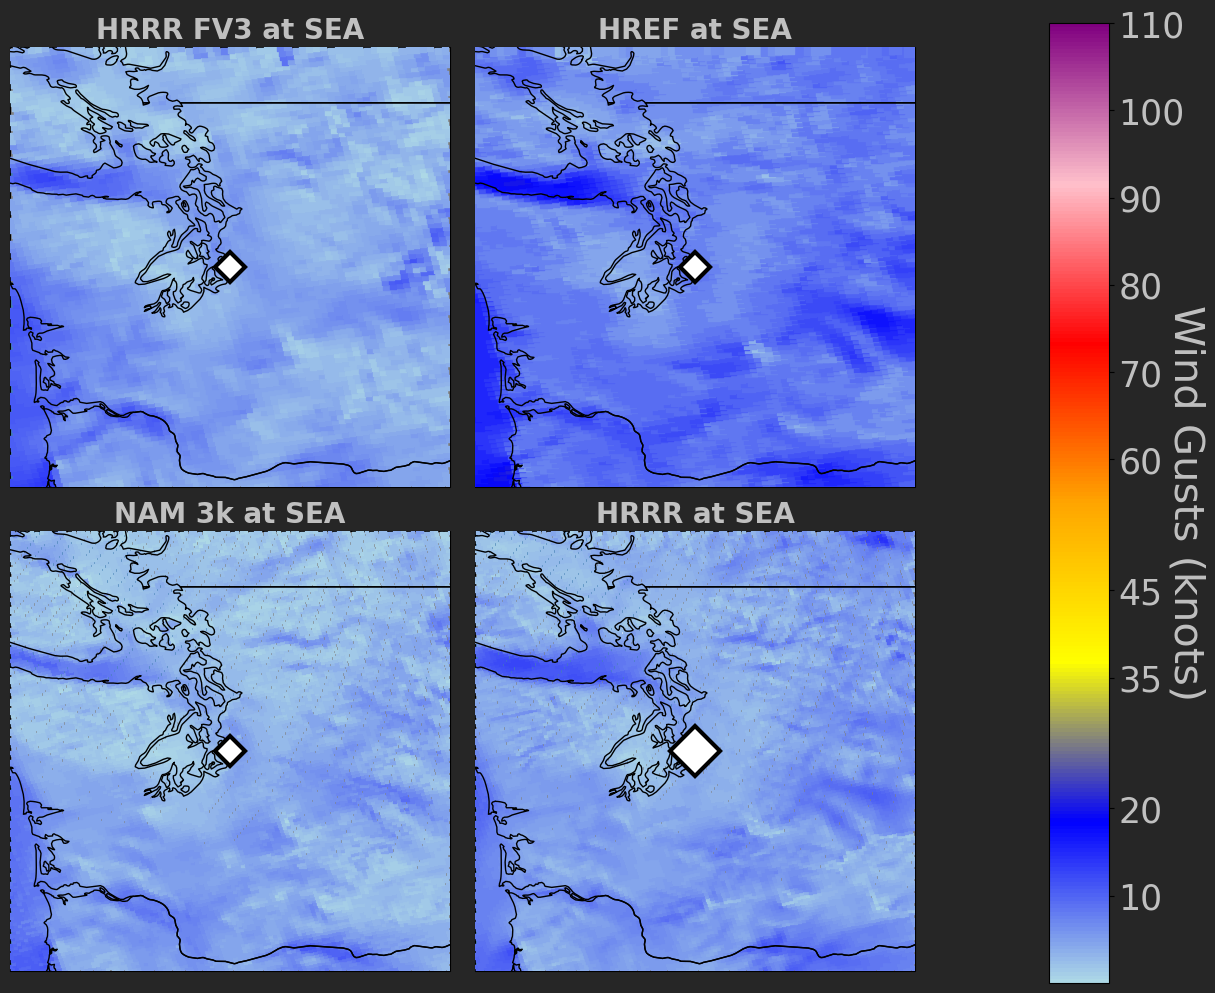 HRRR FV3 at SEA
HREF at SEA
NAM 3k at SEA
HRRR at SEA
110
100
90
80
70
60
45
35
20
10
Wind Gusts (knots)